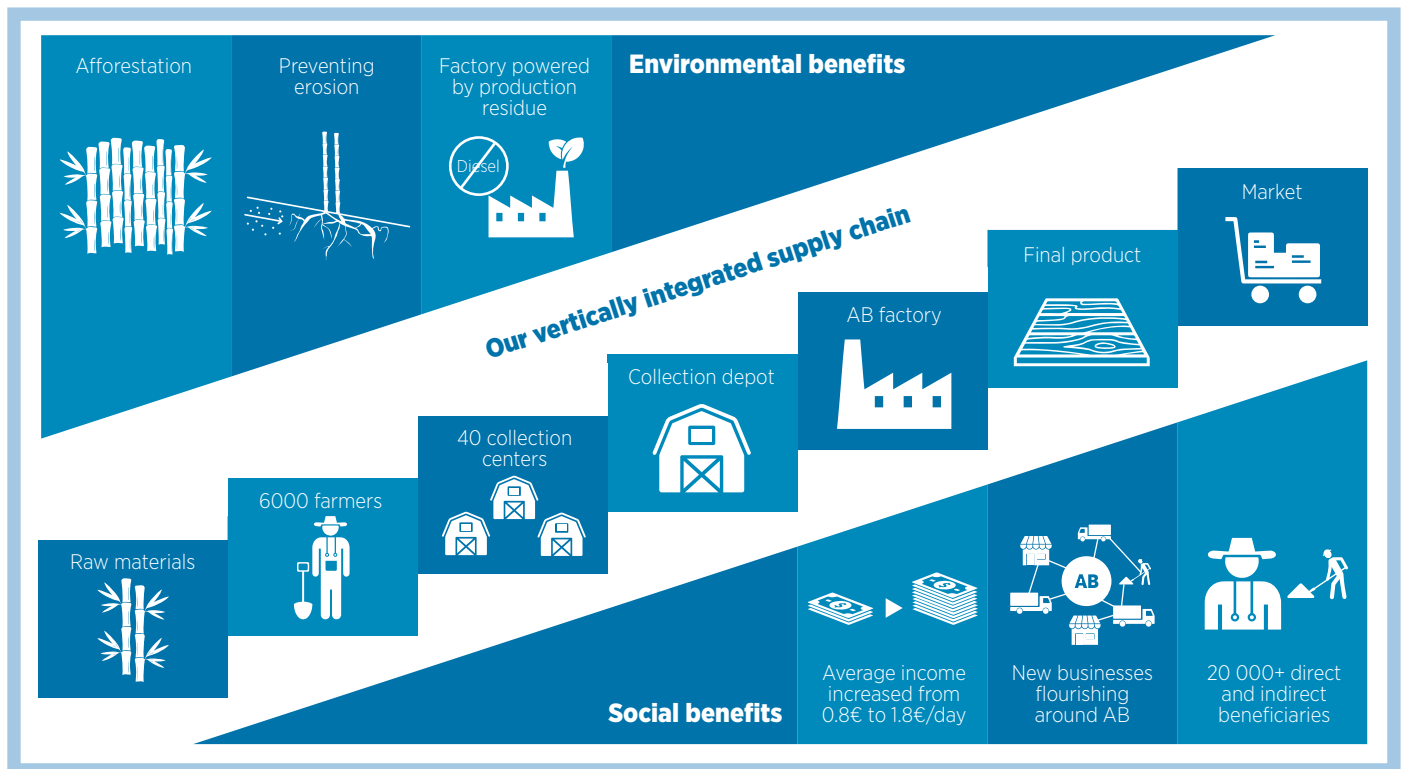 Afforestation
Preventing
erosion
Factory powered
by production
residue
Diesel
Environmental benefits
Our vertically integrated supply chain
Raw materials
6000 farmers
40 collection
centers
Collection depot
AB factory
Final product
Market
Social benefits
Average income
increased from
0.8€ to 1.8€/day
AB
New businesses
flourishing
around AB
20 000+ direct
and indirect
beneficiaries